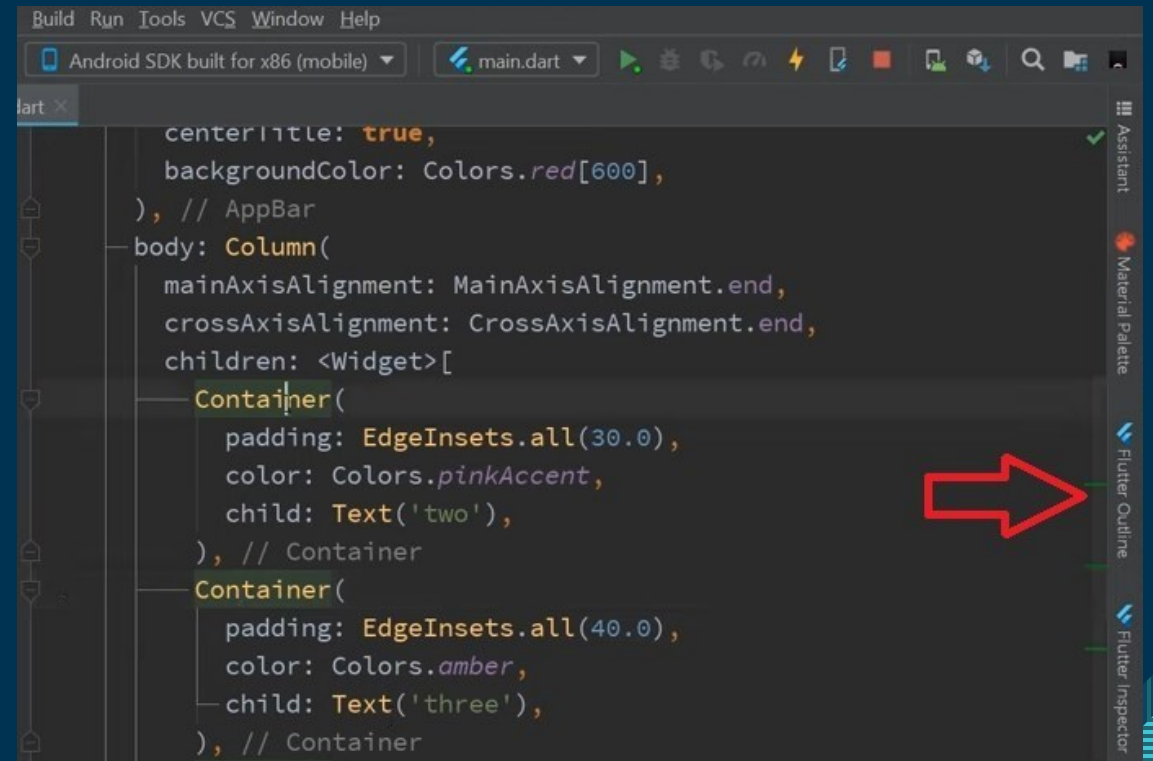 Build Run Tools VCS Window Help
Android SDK built for x86 (mobile) main.dart
dart
centerTitle: true,
backgroundColor: Colors.red[600],
), // AppBar
body: Column(
mainAxisAlignment: MainAxisAlignment.end,
crossAxisAlignment: CrossAxisAlignment.end,
children: <Widget>[
Container(
padding: EdgeInsets.all(30.0),
color: Colors.pinkAccent,
child: Text('two'),
), // Container
Container(
padding: EdgeInsets.all(40.0),
color: Colors.amber,
child: Text('three'),
), // Container
Assistant
Material Palette
Flutter Outline
Flutter Inspector